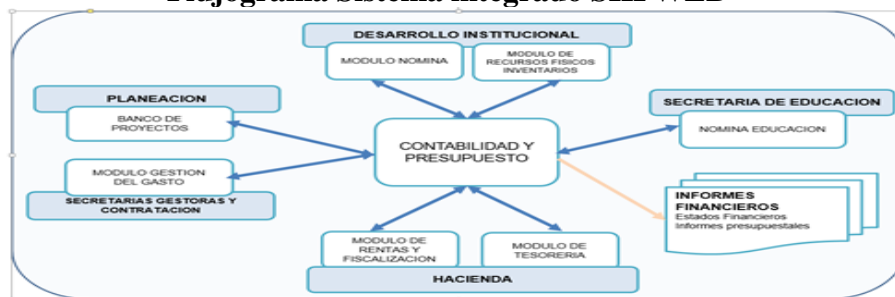 DESARROLLO INSTITUCIONAL
MODULO NOMINA
MODULO DE
RECURSOS FISICOS
INVENTARIOS
PLANEACION
BANCO DE
PROYECTOS
SECRETARIA DE EDUCACION
NOMINA EDUCACION
CONTABILIDAD Y
PRESUPUESTO
MODULO GESTION
DEL GASTO
SECRETARIAS GESTORAS Y
CONTRATACION
INFORMES
FINANCIEROS
Estados Financieros
Informes presupuestales
MODULO DE
RENTAS Y
FISCALIZACION
MODULO DE
TESORERIA
HACIENDA